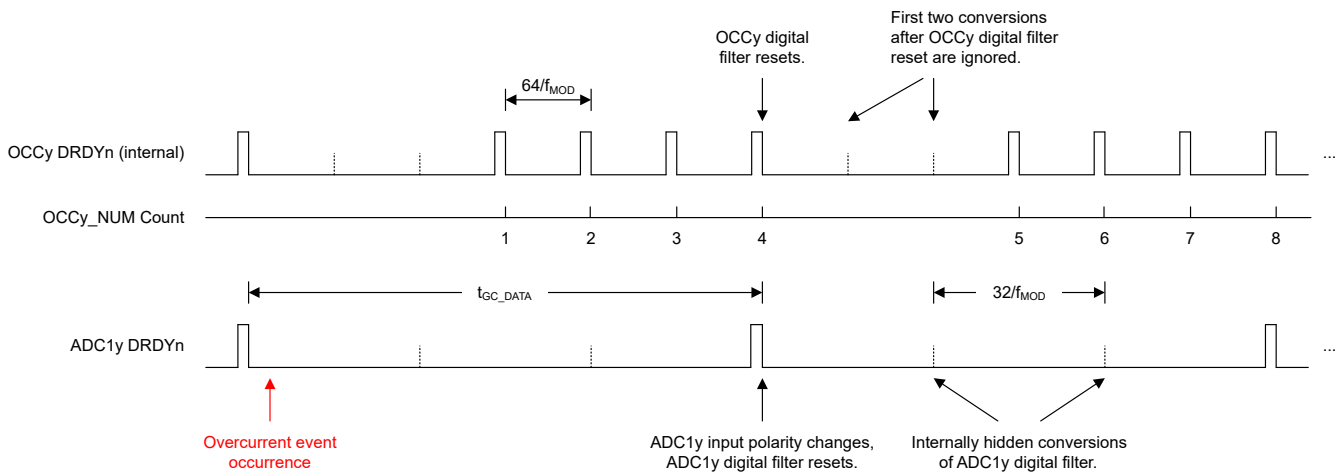 OCCy digital
filter resets.
First two conversions
after OCCy digital filter
reset are ignored.
64/fMOD
OCCy DRDYn (internal)
...
OCCy_NUM Count
1 2 3 4 5 6 7 8
tGC_DATA
32/fMOD
ADC1y DRDYn
...
Overcurrent event
occurrence
ADC1y input polarity changes,
ADC1y digital filter resets.
Internally hidden conversions
of ADC1y digital filter.